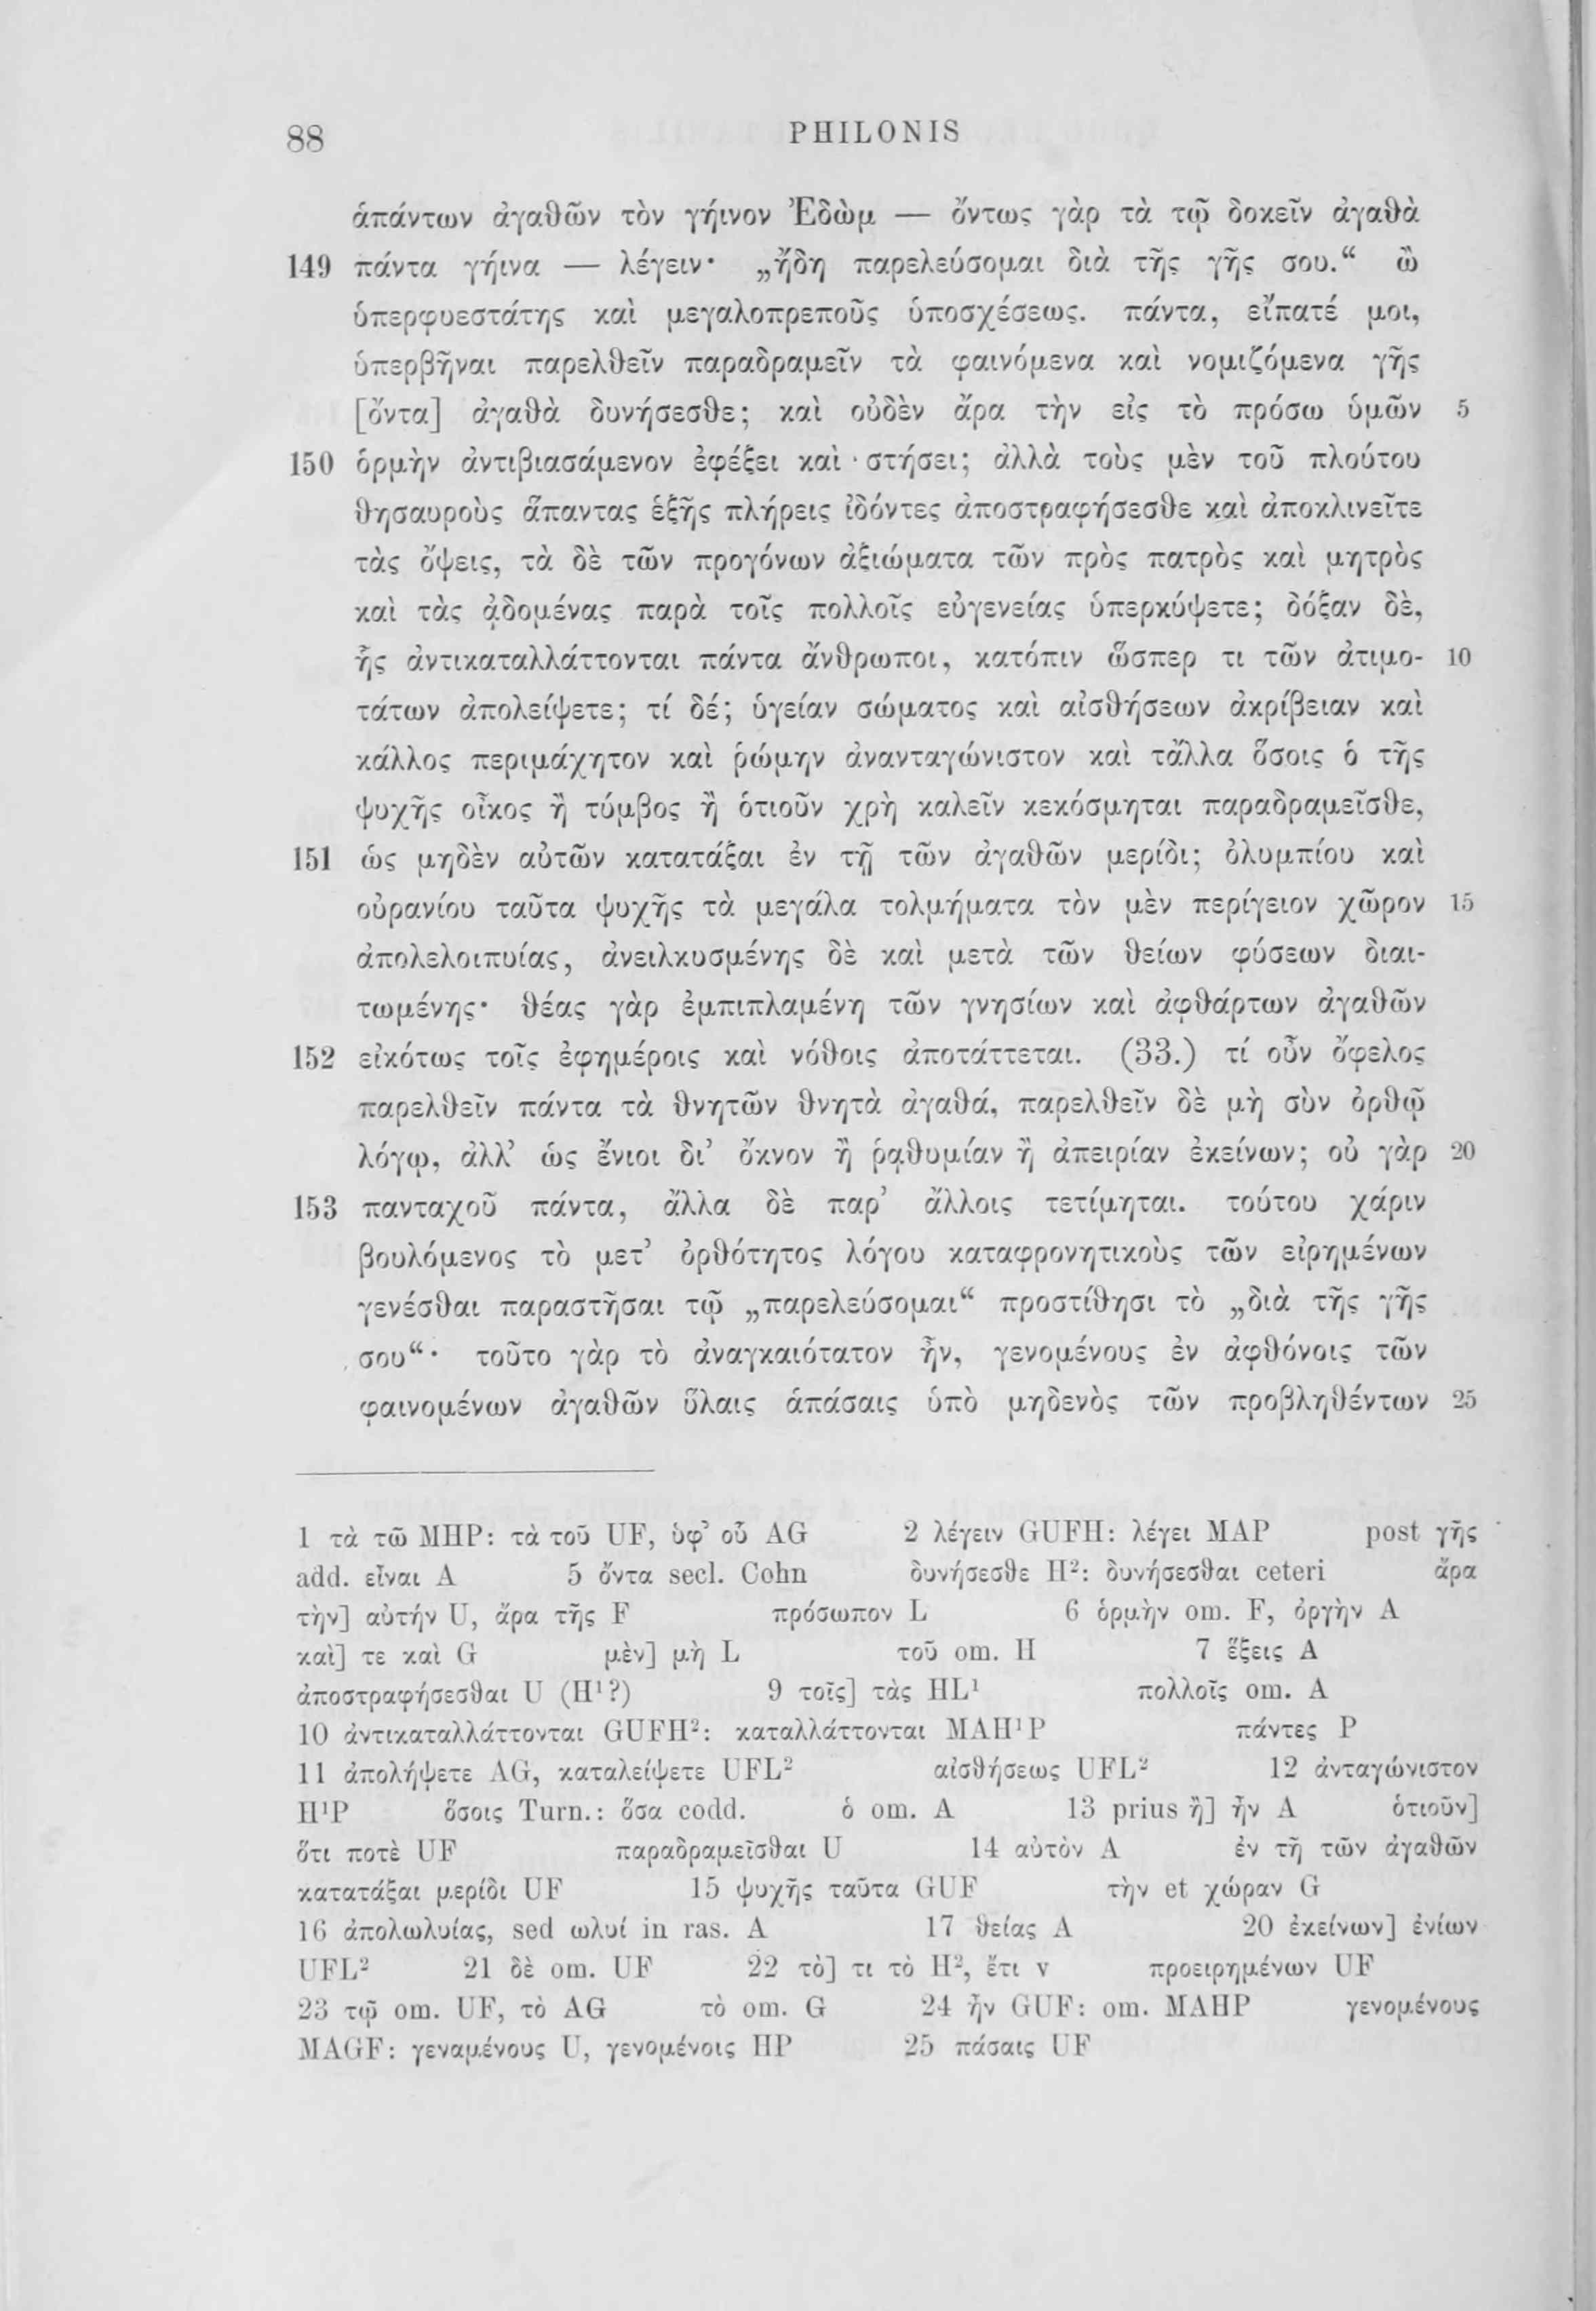 88 PHILONIS
ἁπάντων ἀγαθῶν τὸν γήινον Ἐδὼμ — ὄντως γὰρ τὰ τῷ δοκεῖν ἀγαθὰ
149 πάντα γήινα — λέγειν· „ἤδη παρελεύσομαι διὰ τῆς γῆς σου.“ ὢ
ὑπερφυεστάτης καὶ μεγαλοπρεποῦς ὑποσχέσεως. πάντα, εἴπατέ μοι,
ὑπερβῆναι παρελθεῖν παραδραμεῖν τὰ φαινόμενα καὶ νομιζόμενα γῆς
[ὄντα] ἀγαθὰ δυνήσεσθε; καὶ οὐδὲν ἄρα τὴν εἰς τὸ πρόσω ὑμῶν 5
150 ὁρμὴν ἀντιβιασάμενον ἐφέξει καὶ στήσει; ἀλλὰ τοὺς μὲν τοῦ πλούτου
θησαυροὺς ἅπαντας ἑξῆς πλήρεις ἰδόντες ἀποστραφήσεσθε καὶ ἀποκλινεῖτε
τὰς ὄψεις, τὰ δὲ τῶν προγόνων ἀξιώματα τῶν πρὸς πατρὸς καὶ μητρὸς
καὶ τὰς ᾀδομένας παρὰ τοῖς πολλοῖς εὐγενείας ὑπερκύψετε; δόξαν δὲ,
ἧς ἀντικαταλλάττονται πάντα ἄνθρωποι, κατόπιν ὥσπερ τι τῶν ἀτιμο- 10
τάτων ἀπολείψετε; τί δέ; ὑγείαν σώματος καὶ αἰσθήσεων ἀκρίβειαν καὶ
κάλλος περιμάχητον καὶ ῥώμην ἀνανταγώνιστον καὶ τἄλλα ὅσοις ὁ τῆς
ψυχῆς οἶκος ἢ τύμβος ἢ ὁτιοῦν χρὴ καλεῖν κεκόσμηται παραδραμεῖσθε,
151 ὡς μηδὲν αὐτῶν κατατάξαι ἐν τῇ τῶν ἀγαθῶν μερίδι; ὀλυμπίου καὶ
οὐρανίου ταῦτα ψυχῆς τὰ μεγάλα τολμήματα τὸν μὲν περίγειον χῶρον 15
ἀπολελοιπυίας, ἀνειλκυσμένης δὲ καὶ μετὰ τῶν θείων φύσεων διαι-
τωμένης· θέας γὰρ ἐμπιπλαμένη τῶν γνησίων καὶ ἀφθάρτων ἀγαθῶν
152 εἰκότως τοῖς ἐφημέροις καὶ νόθοις ἀποτάττεται. (33.) τί οὖν ὄφελος
παρελθεῖν πάντα τὰ θνητῶν θνητὰ ἀγαθά, παρελθεῖν δὲ μὴ σὺν ὀρθῷ
λόγῳ, ἀλλ’ ὡς ἔνιοι δι’ ὄκνον ἢ ῥᾳθυμίαν ἢ ἀπειρίαν ἐκείνων; οὐ γὰρ 20
153 πανταχοῦ πάντα, ἄλλα δὲ παρ’ ἄλλοις τετίμηται. τούτου χάριν
βουλόμενος τὸ μετ’ ὀρθότητος λόγου καταφρονητικοὺς τῶν εἰρημένων
γενέσθαι παραστῆσαι τῷ „παρελεύσομαι“ προστίθησι τὸ „διὰ τῆς γῆς
σου“· τοῦτο γὰρ τὸ ἀναγκαιότατον ἦν, γενομένους ἐν ἀφθόνοις τῶν
φαινομένων ἀγαθῶν ὕλαις ἁπάσαις ὑπὸ μηδενὸς τῶν προβληθέντων 25
1 τὰ τῶ MHP: τὰ τοῦ UF, ὑφ’ οὗ AG 2 λέγειν GUFH: λέγει MAP post γῆς
add. εἶναι A 5 ὄντα secl. Cohn δυνήσεσθε H²: δυνήσεσθαι ceteri ἄρα
τὴν] αὐτήν U, ἄρα τῆς F πρόσωπον L 6 ὁρμὴν om. F, ὀργὴν A
καὶ] τε καὶ G μὲν] μὴ L τοῦ om. H 7 ἕξεις A
ἀποστραφήσεσθαι U (H¹?) 9 τοῖς] τὰς HL¹ πολλοῖς om. A
10 ἀντικαταλλάττονται GUFH²: καταλλάττονται MAH¹P πάντες P
11 ἀπολήψετε AG, καταλείψετε UFL² αἰσθήσεως UFL² 12 ἀνταγώνιστον
H¹P ὅσοις Turn.: ὅσα codd. ὁ om. A 13 prius ἢ] ἦν A ὁτιοῦν]
ὅτι ποτὲ UF παραδραμεῖσθαι U 14 αὐτὸν A ἐν τῆ τῶν ἀγαθῶν
κατατάξαι μερίδι UF 15 ψυχῆς ταῦτα GUF τὴν et χώραν G
16 ἀπολωλυίας, sed ωλυί in ras. A 17 θείας A 20 ἐκείνων] ἐνίων
UFL² 21 δὲ om. UF 22 τὸ] τι τὸ H², ἔτι v προειρημένων UF
23 τῷ om. UF, τὸ AG τὸ om. G 24 ἦν GUF: om. MAHP γενομένους
MAGF: γεναμένους U, γενομένοις HP 25 πάσαις UF